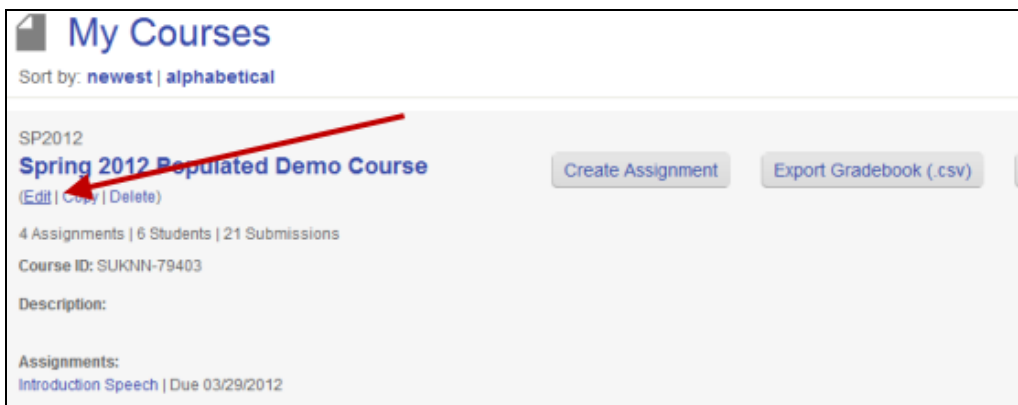 My Courses
Sort by: newest | alphabetical
SP2012
Spring 2012 Populated Demo Course
(Edit | Copy | Delete)
Create Assignment
Export Gradebook (.csv)
4 Assignments | 6 Students | 21 Submissions
Course ID: SUKNN-79403
Description:
Assignments:
Introduction Speech | Due 03/29/2012